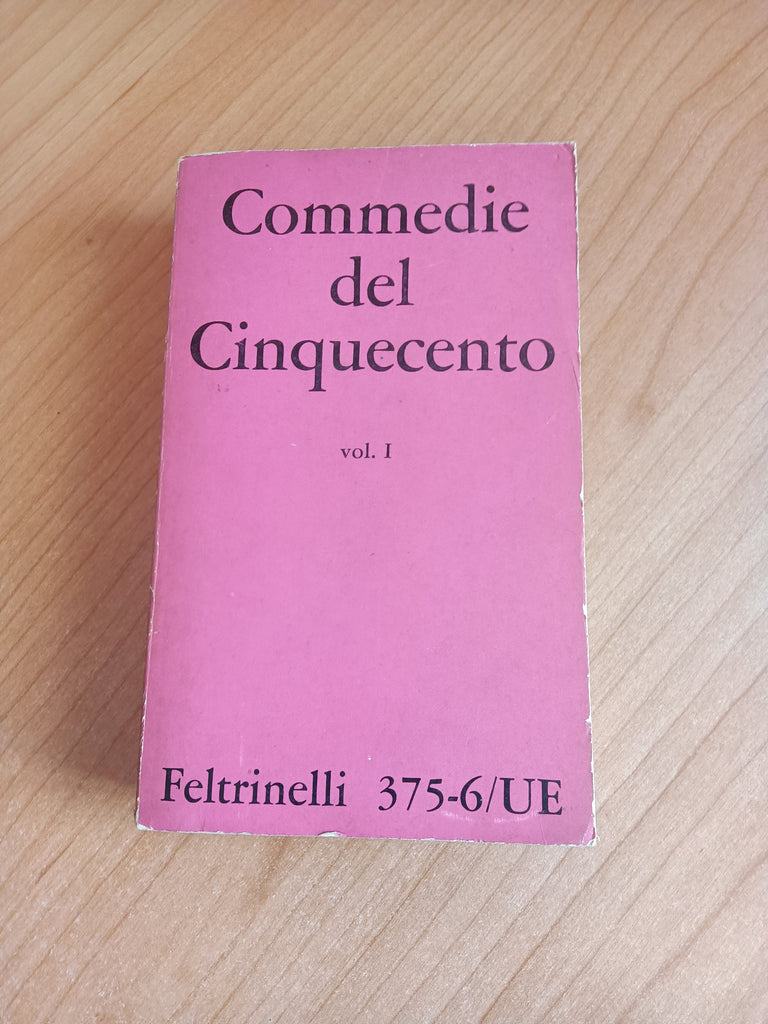 Commedie
del
Cinquecento
vol. I
Feltrinelli 375-6/UE